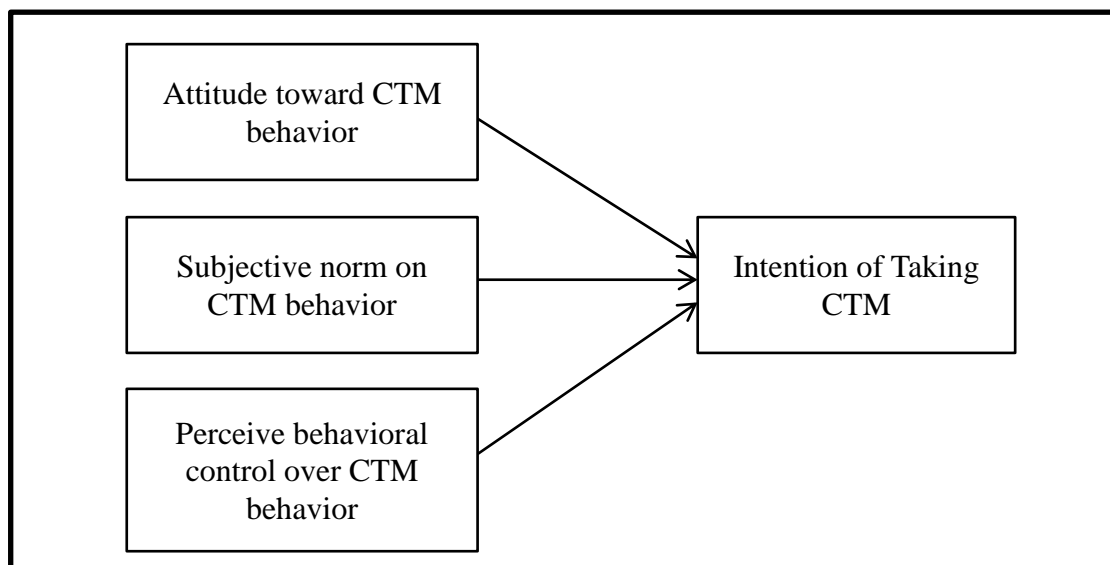 Attitude toward CTM
behavior
Subjective norm on
CTM behavior
Intention of Taking
CTM
Perceive behavioral
control over CTM
behavior